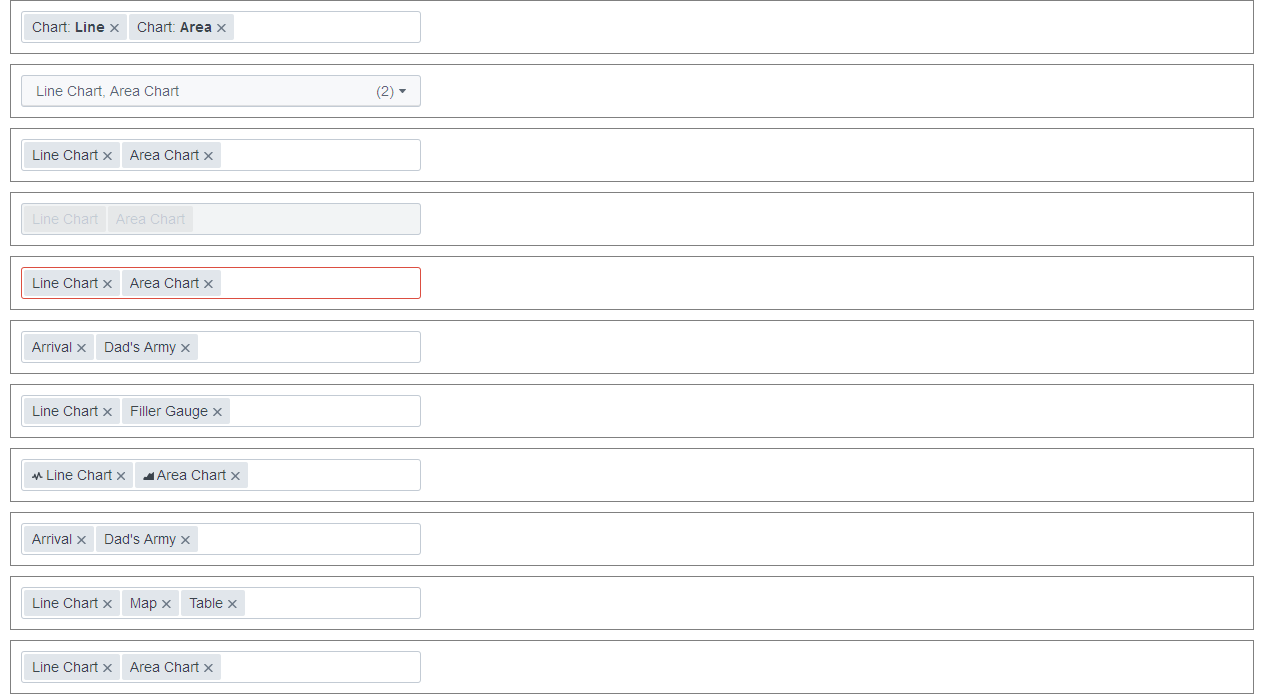 Chart: Line × Chart: Area ×
Line Chart, Area Chart (2)
Line Chart × Area Chart ×
Line Chart Area Chart
Line Chart × Area Chart ×
Arrival × Dad's Army ×
Line Chart × Filler Gauge ×
Line Chart × Area Chart ×
Arrival × Dad's Army ×
Line Chart × Map × Table ×
Line Chart × Area Chart ×